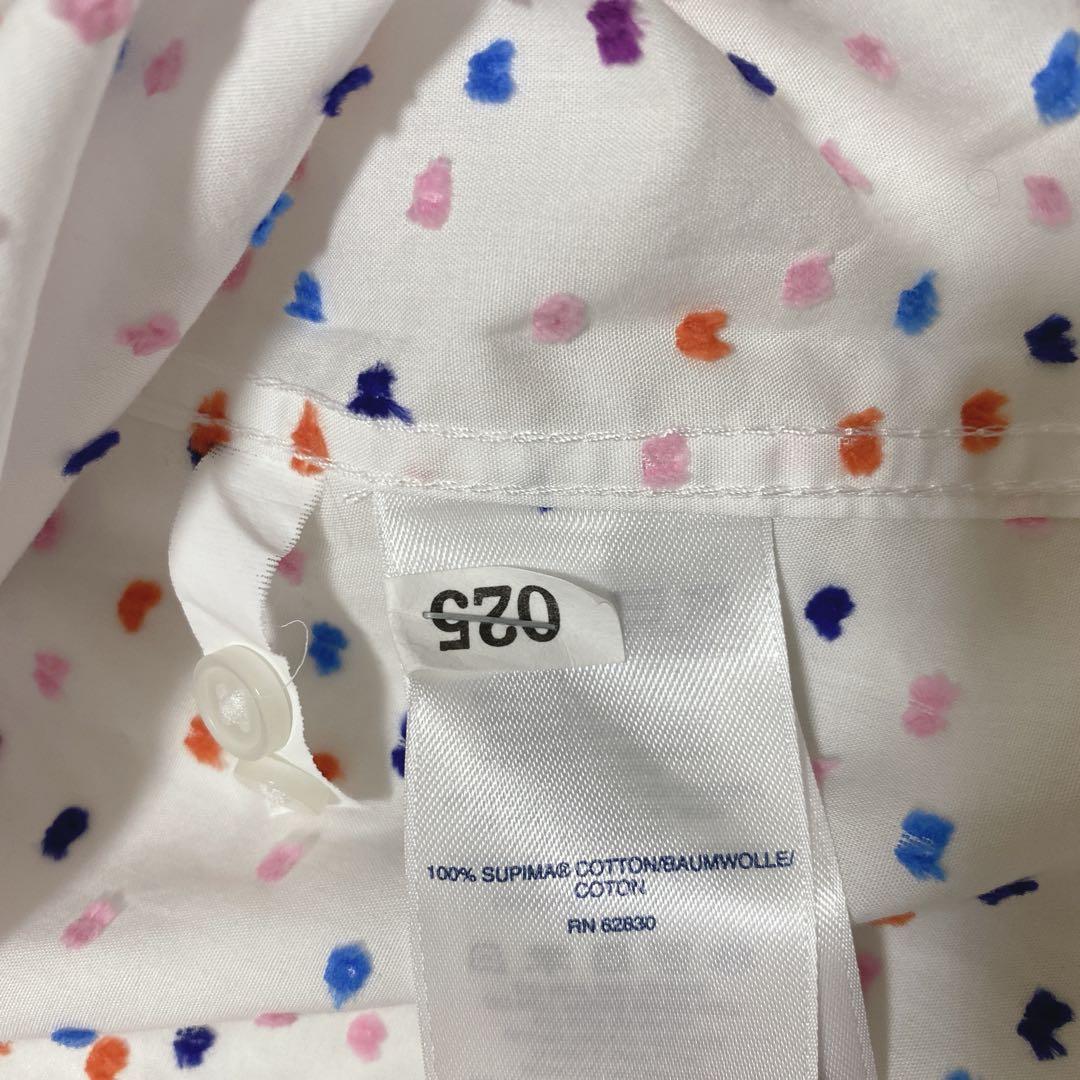 025
100% SUPIMA® COTTON/BAUMWOLLE/
COTON
RN 62830